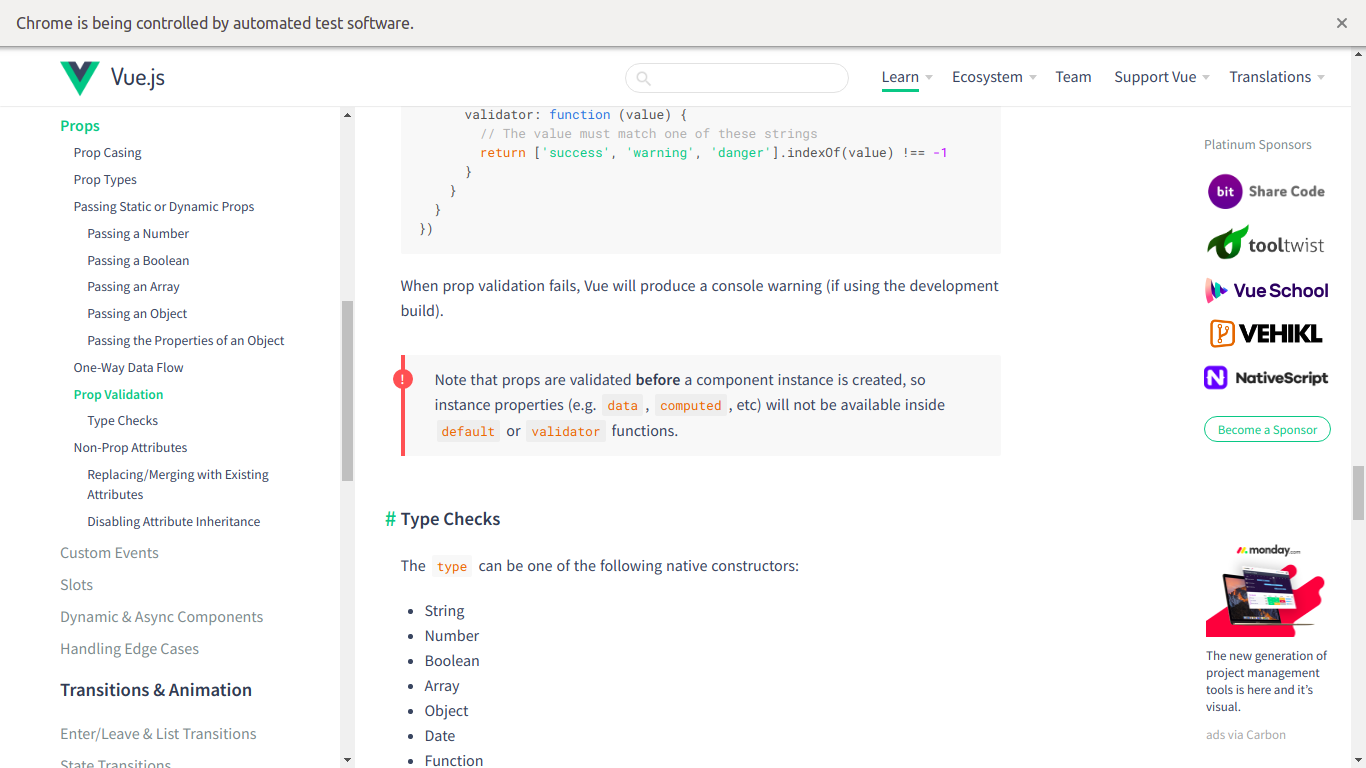 Chrome is being controlled by automated test software.
Vue.js
Learn
Ecosystem
Team
Support Vue
Translations
Props
Prop Casing
Prop Types
Passing Static or Dynamic Props
Passing a Number
Passing a Boolean
Passing an Array
Passing an Object
Passing the Properties of an Object
One-Way Data Flow
Prop Validation
Type Checks
Non-Prop Attributes
Replacing/Merging with Existing
Attributes
Disabling Attribute Inheritance
Custom Events
Slots
Dynamic & Async Components
Handling Edge Cases
Transitions & Animation
Enter/Leave & List Transitions
State Transitions
validator: function (value) {
// The value must match one of these strings
return ['success', 'warning', 'danger'].indexOf(value) !== -1
}
}
}
})
When prop validation fails, Vue will produce a console warning (if using the development
build).
!
Note that props are validated before a component instance is created, so
instance properties (e.g. data , computed , etc) will not be available inside
default or validator functions.
# Type Checks
The type can be one of the following native constructors:
• String
• Number
• Boolean
• Array
• Object
• Date
• Function
Platinum Sponsors
bit Share Code
tooltwist
Vue School
VEHIKL
NativeScript
Become a Sponsor
monday.com
The new generation of
project management
tools is here and it's
visual.
ads via Carbon